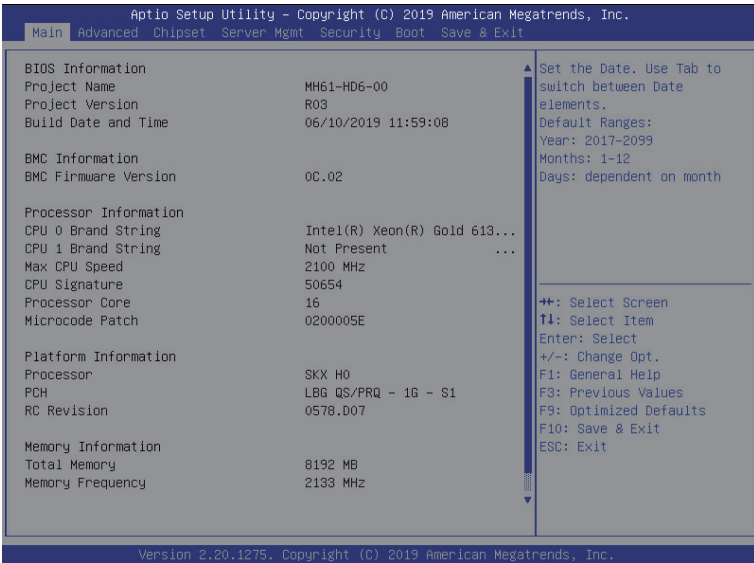 Aptio Setup Utility – Copyright (C) 2019 American Megatrends, Inc.
Main Advanced Chipset Server Mgmt Security Boot Save & Exit
BIOS Information
Project Name MH61-HD6-00
Project Version R03
Build Date and Time 06/10/2019 11:59:08
BMC Information
BMC Firmware Version 0C.02
Processor Information
CPU 0 Brand String Intel(R) Xeon(R) Gold 613...
CPU 1 Brand String Not Present ...
Max CPU Speed 2100 MHz
CPU Signature 50654
Processor Core 16
Microcode Patch 0200005E
Platform Information
Processor SKX H0
PCH LBG QS/PRQ - 1G - S1
RC Revision 0578.D07
Memory Information
Total Memory 8192 MB
Memory Frequency 2133 MHz
Set the Date. Use Tab to
switch between Date
elements.
Default Ranges:
Year: 2017-2099
Months: 1-12
Days: dependent on month
→←: Select Screen
↑↓: Select Item
Enter: Select
+/-: Change Opt.
F1: General Help
F3: Previous Values
F9: Optimized Defaults
F10: Save & Exit
ESC: Exit
Version 2.20.1275. Copyright (C) 2019 American Megatrends, Inc.